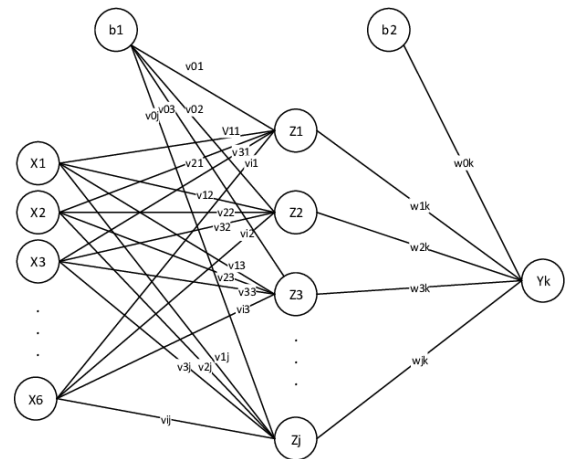 b1
b2
v01
v03
v02
v0j
Z1
V11
v31
X1
v21
vi1
w0k
v12
w1k
X2
v22
Z2
v32
vi2
w2k
X3
v13
v23
Yk
v33
Z3
w3k
vi3
.
.
.
.
.
.
v1j
v3j
v2j
wjk
X6
vij
Zj